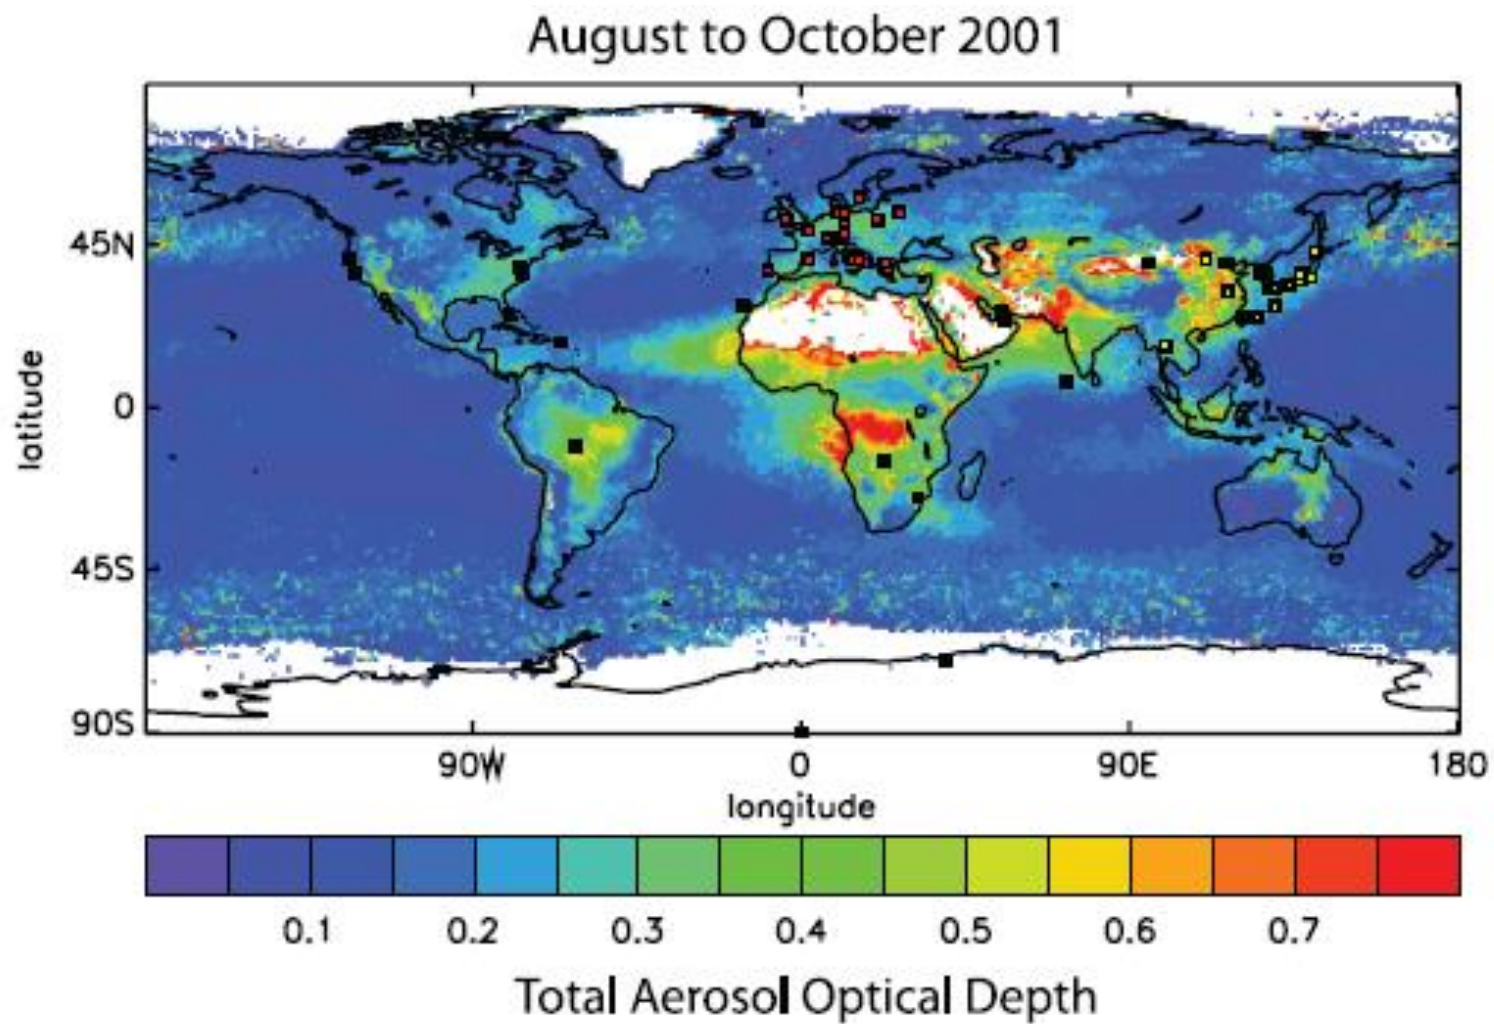 August to October 2001
45N
0
45S
90S
latitude
90W 0 90E 180
longitude
0.1 0.2 0.3 0.4 0.5 0.6 0.7
Total Aerosol Optical Depth